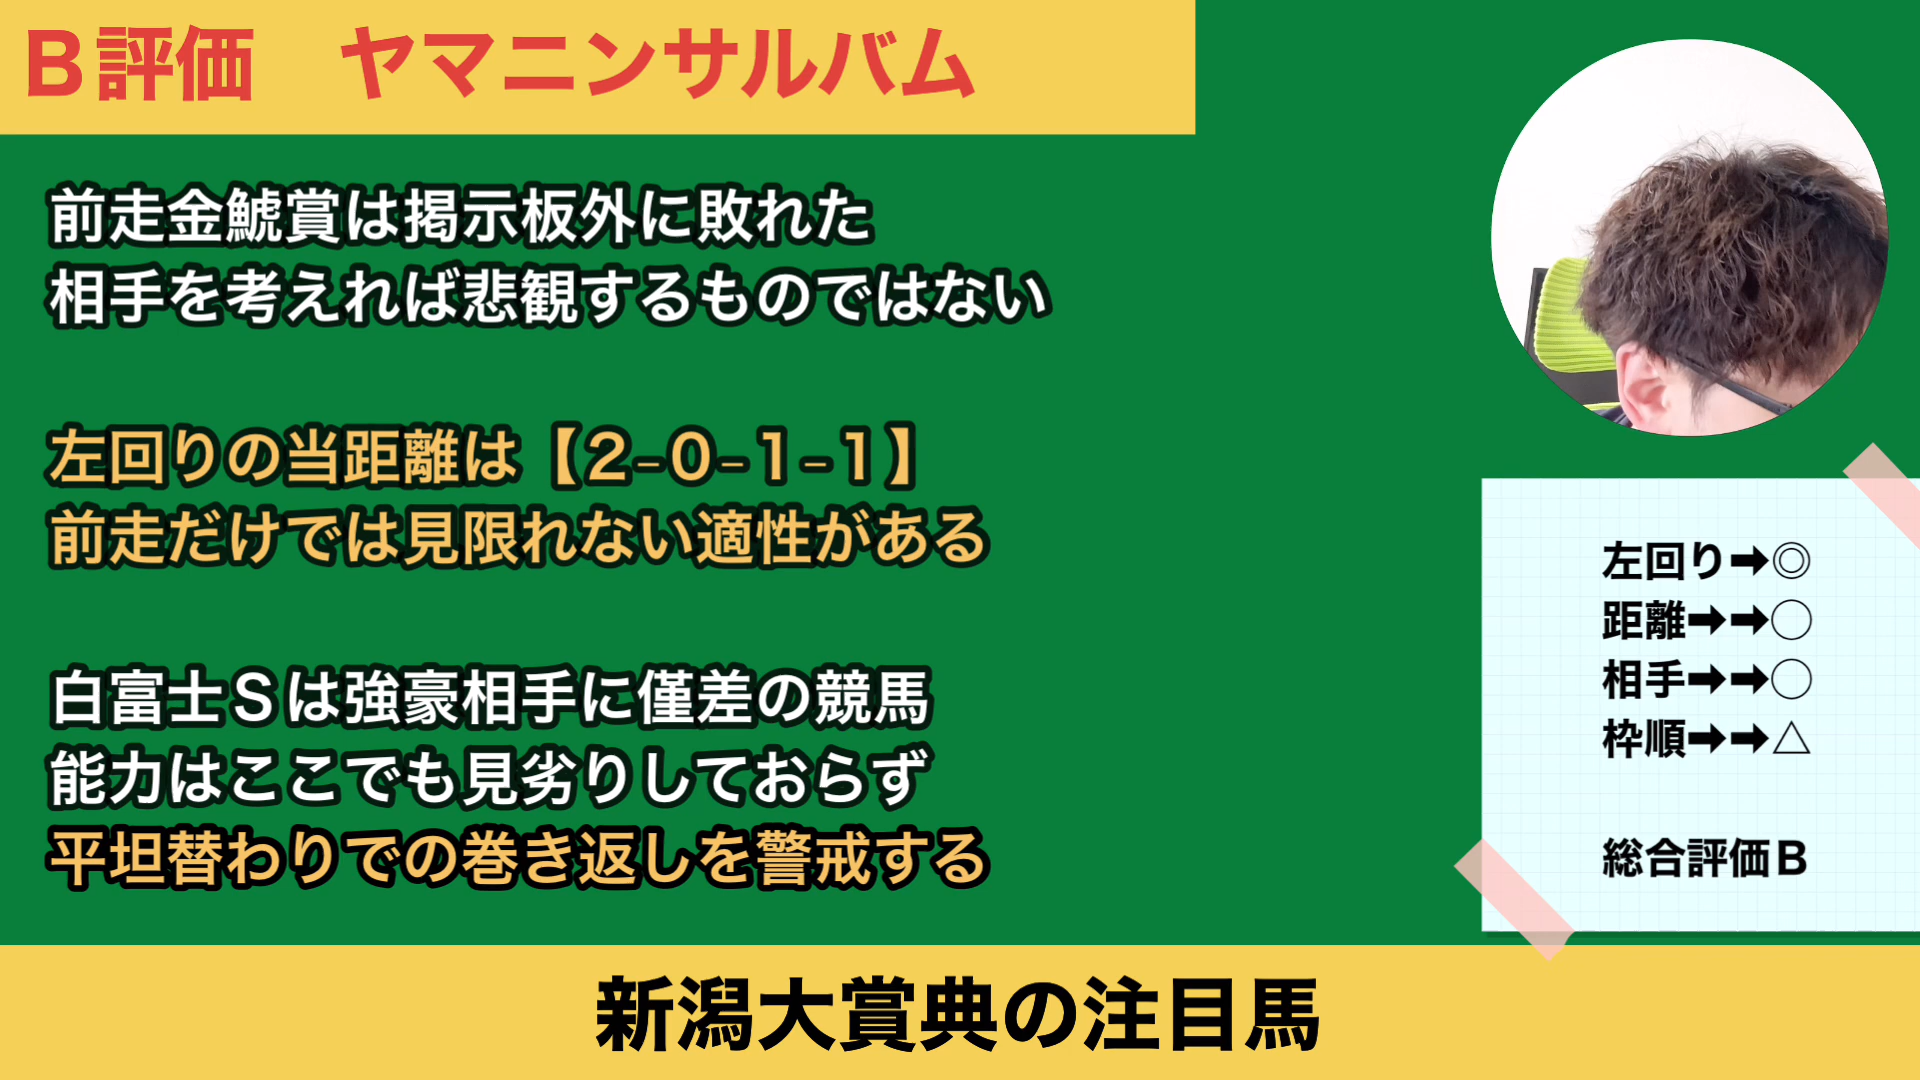 B評価　ヤマニンサルバム
前走金鯱賞は掲示板外に敗れた
相手を考えれば悲観するものではない
左回りの当距離は【２−０−１−１】
前走だけでは見限れない適性がある
白富士Ｓは強豪相手に僅差の競馬
能力はここでも見劣りしておらず
平坦替わりでの巻き返しを警戒する
左回り➡◎
距離➡➡◯
相手➡➡◯
枠順➡➡△
総合評価B
新潟大賞典の注目馬